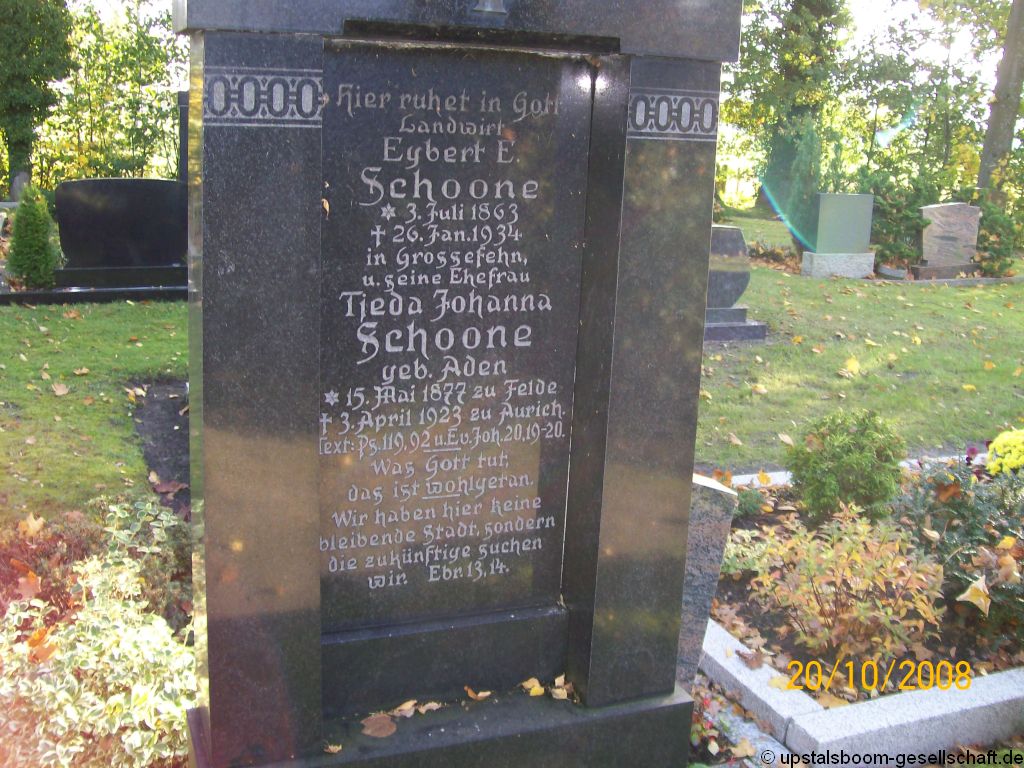 Hier ruhet in Gott
Landwirt
Eybert E.
Schoone
✲ 3. Juli 1863
✝ 26. Jan. 1934
in Grossefehn,
u. seine Ehefrau
Tjeda Johanna
Schoone
geb. Aden
✲ 15. Mai 1877 zu Felde
✝ 3. April 1923 zu Aurich.
Text: Ps. 119, 92 u. Ev. Joh. 20, 19-20.
Was Gott tut,
das ist wohlgetan.
Wir haben hier keine
bleibende Stadt, sondern
die zukünftige suchen
wir. Ebr. 13, 14.
20/10/2008
© upstalsboom-gesellschaft.de